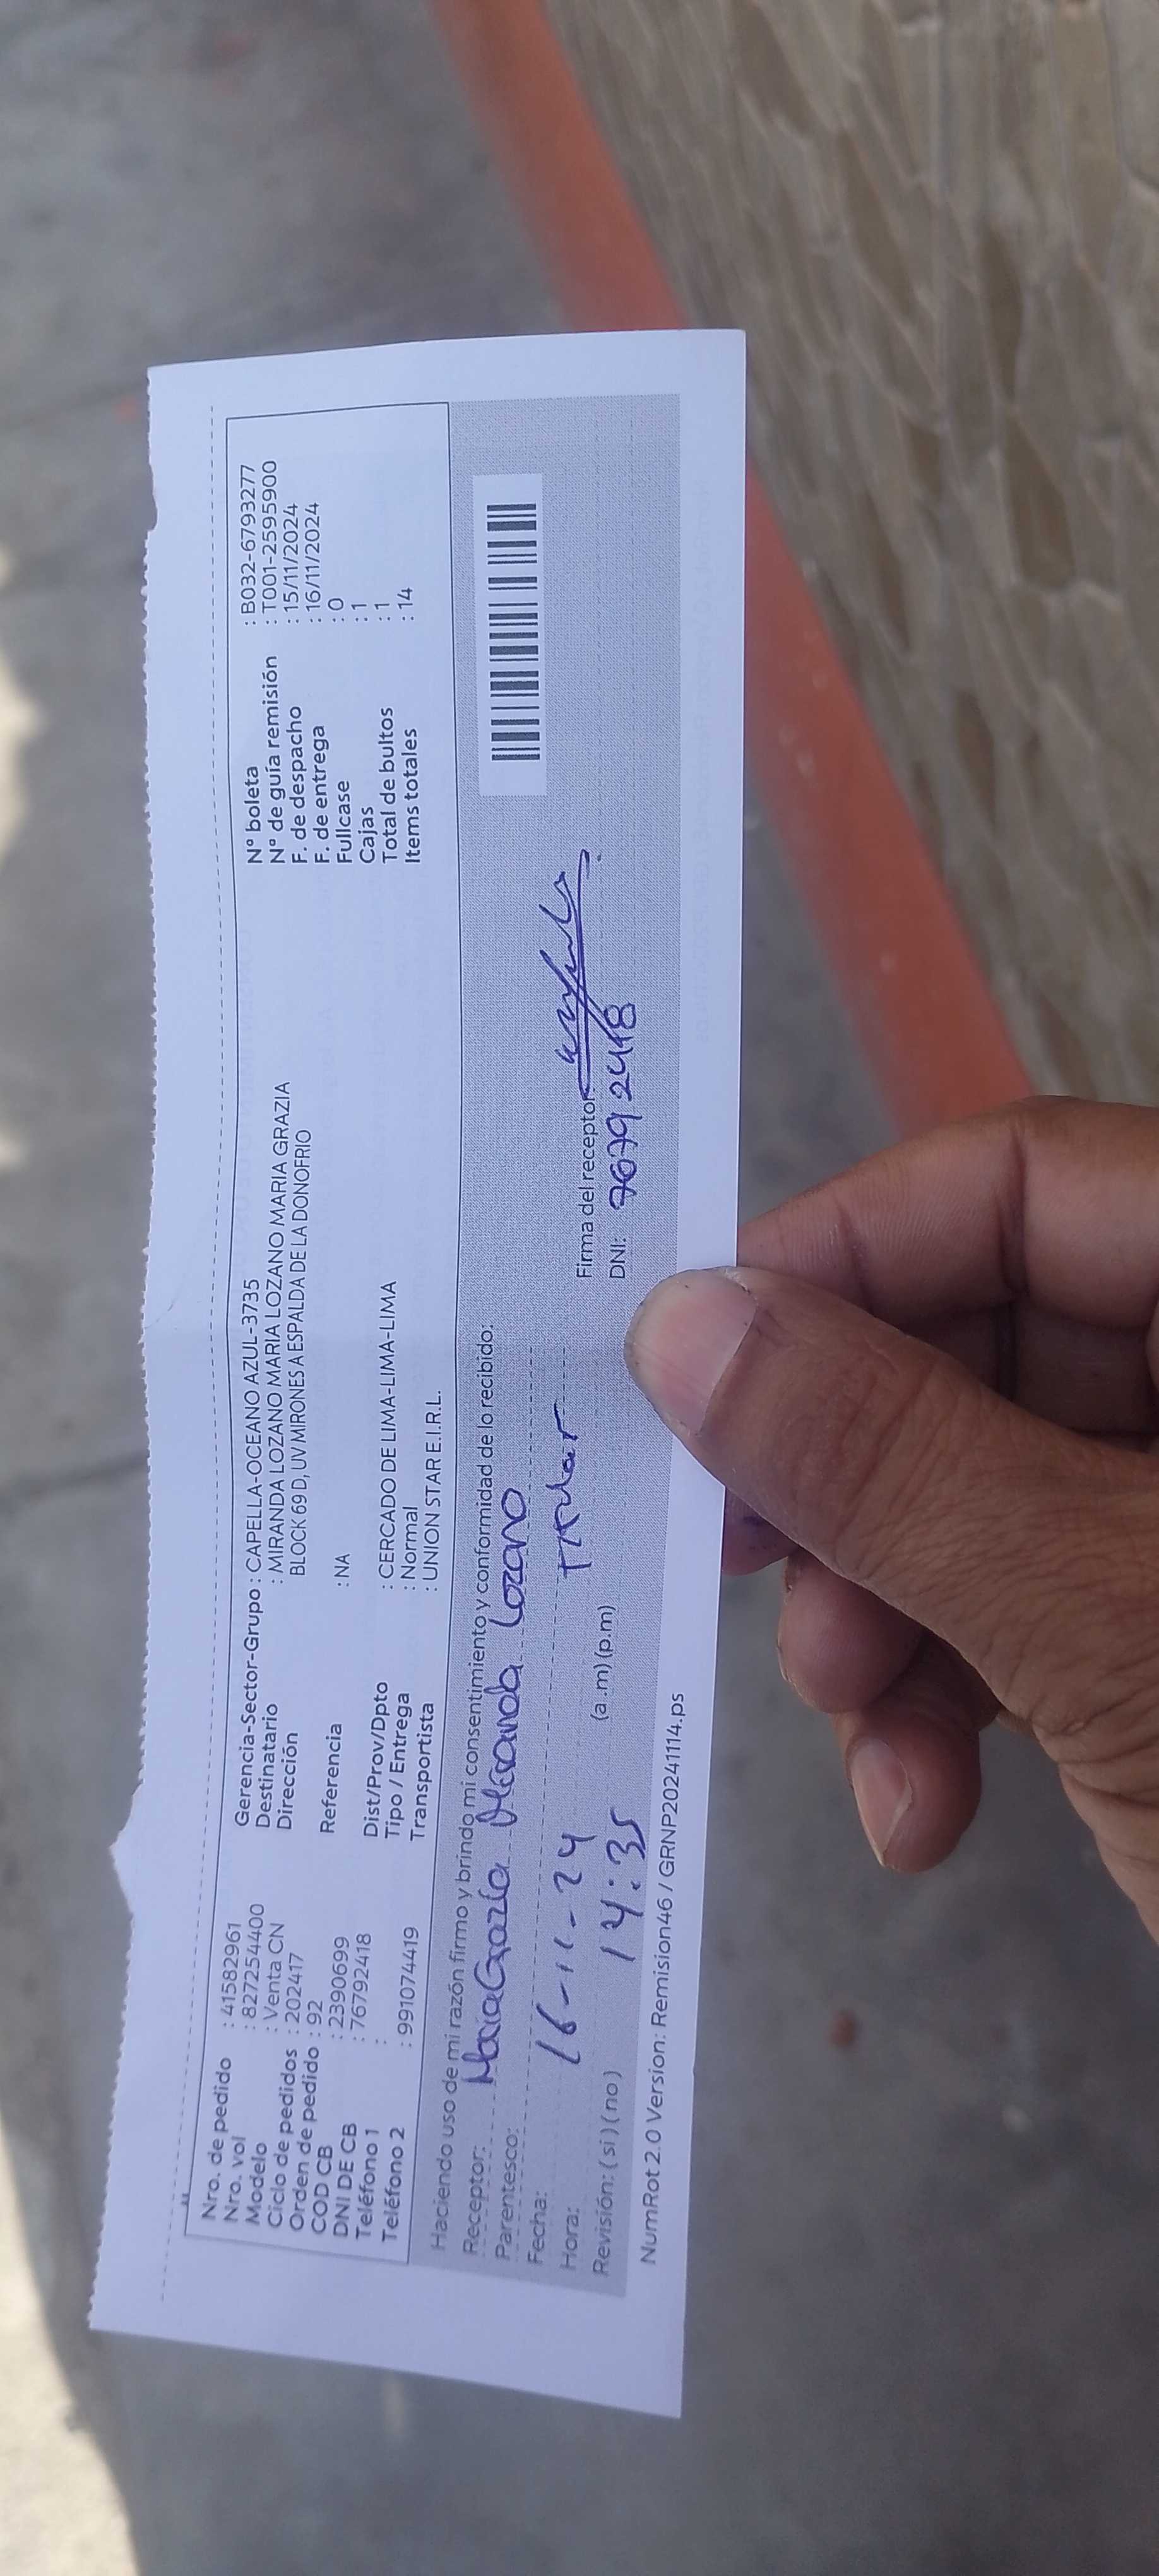 Nro. de pedido : 41582961
Nro. vol : 827254400
Modelo : Venta CN
Ciclo de pedidos : 202417
Orden de pedido : 92
COD CB : 2390699
DNI DE CB : 76792418
Teléfono 1 :
Teléfono 2 : 991074419
Gerencia-Sector-Grupo : CAPELLA-OCEANO AZUL-3735
Destinatario : MIRANDA LOZANO MARIA LOZANO MARIA GRAZIA
Dirección BLOCK 69 D, UV MIRONES A ESPALDA DE LA DONOFRIO
Referencia : NA
Dist/Prov/Dpto : CERCADO DE LIMA-LIMA-LIMA
Tipo / Entrega : Normal
Transportista : UNION STAR E.I.R.L.
N° boleta : B032-6793277
N° de guía remisión : T001-2595900
F. de despacho : 15/11/2024
F. de entrega : 16/11/2024
Fullcase : 0
Cajas : 1
Total de bultos : 1
Items totales : 14
Haciendo uso de mi razón firmo y brindo mi consentimiento y conformidad de lo recibido:
Receptor: Maria Grazia Miranda Lozano
Parentesco: Titular
Fecha: 16-11-24
Hora: 14:35 (a.m) (p.m)
Revisión: ( si ) ( no )
Firma del receptor:
DNI: 76792418
NumRot 2.0 Version: Remision46 / GRNP20241114.ps